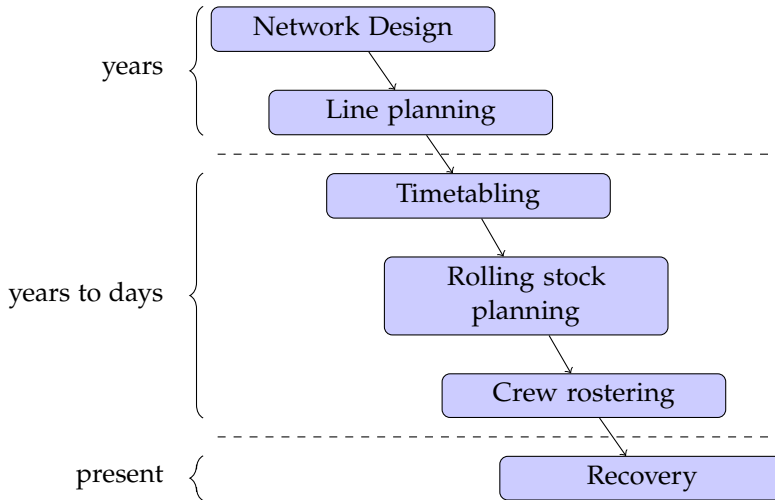 Network Design
years
Line planning
Timetabling
years to days
Rolling stock
planning
Crew rostering
present
Recovery